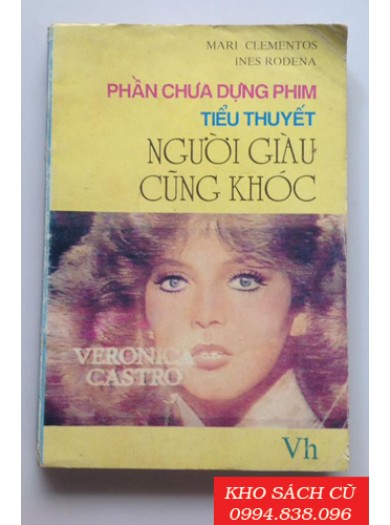 MARI CLEMENTOS
INES RODENA
PHẦN CHƯA DỰNG PHIM
TIỂU THUYẾT
NGƯỜI GIÀU
CŨNG KHÓC
VERONICA
CASTRO
Vh
KHO SÁCH CŨ
0994.838.096